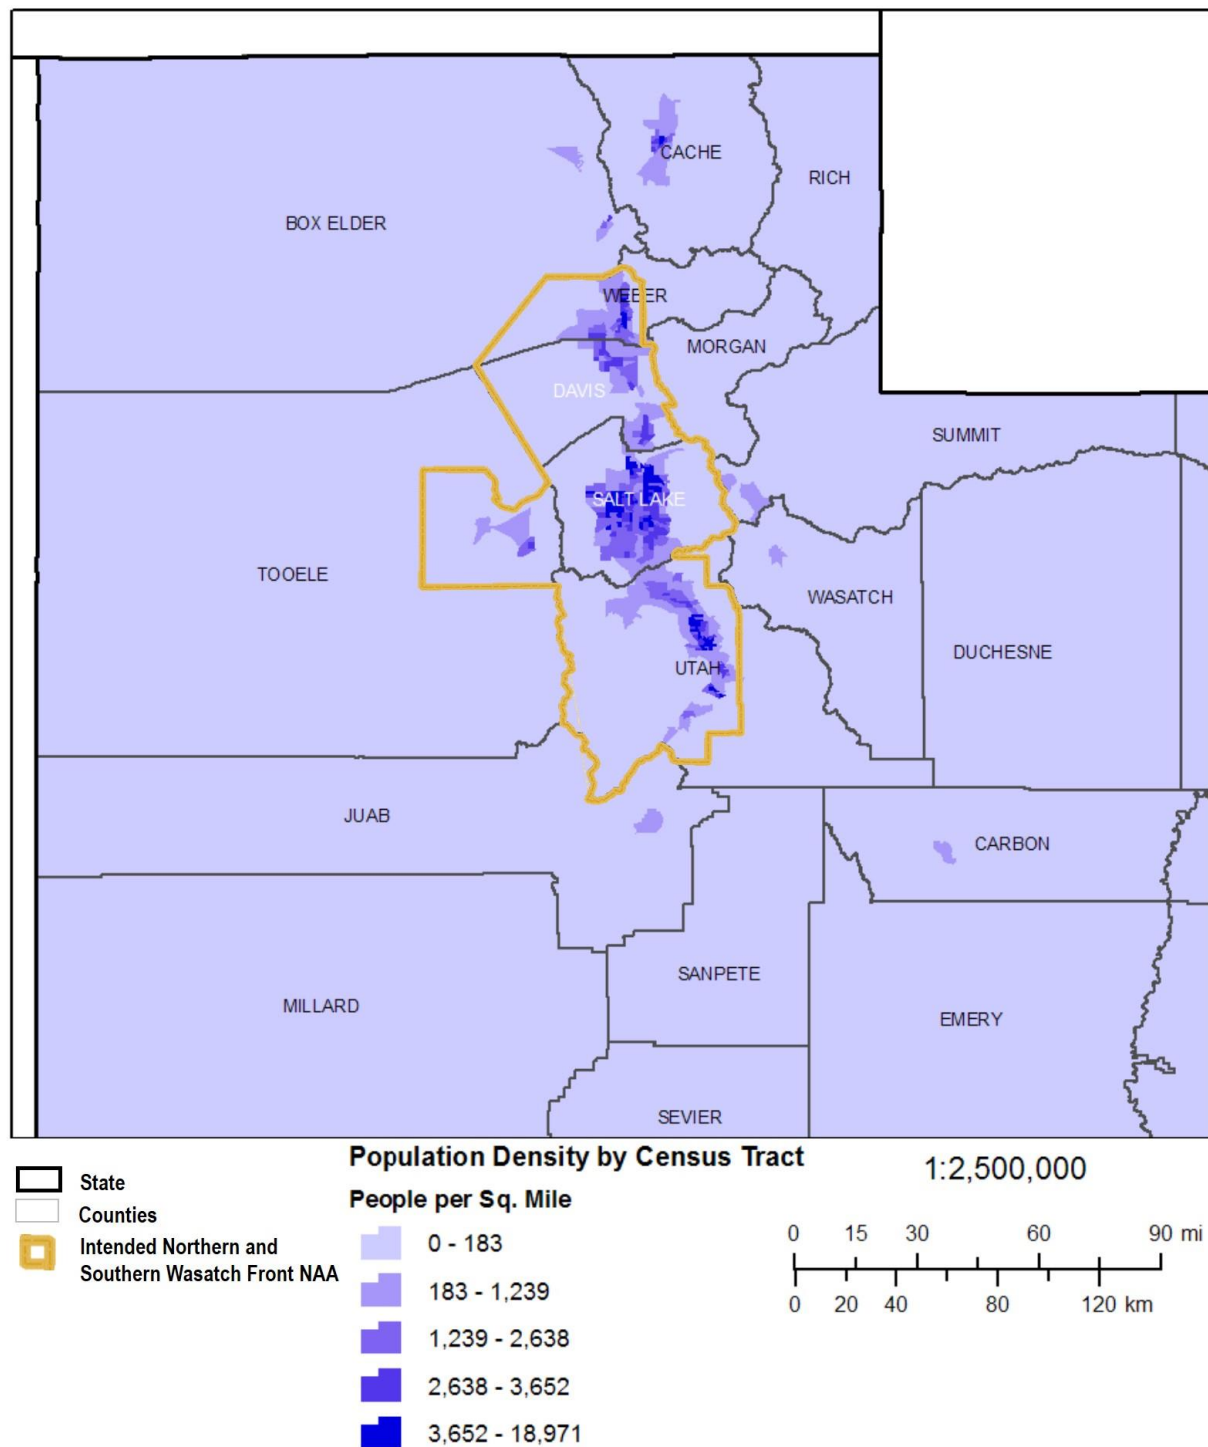 CACHE
RICH
BOX ELDER
WEBER
MORGAN
DAVIS
SUMMIT
SALT LAKE
TOOELE
WASATCH
DUCHESNE
UTAH
JUAB
CARBON
SANPETE
MILLARD
EMERY
SEVIER
State
Counties
Intended Northern and
Southern Wasatch Front NAA
Population Density by Census Tract
People per Sq. Mile
0 - 183
183 - 1,239
1,239 - 2,638
2,638 - 3,652
3,652 - 18,971
1:2,500,000
0 15 30 60 90 mi
0 20 40 80 120 km